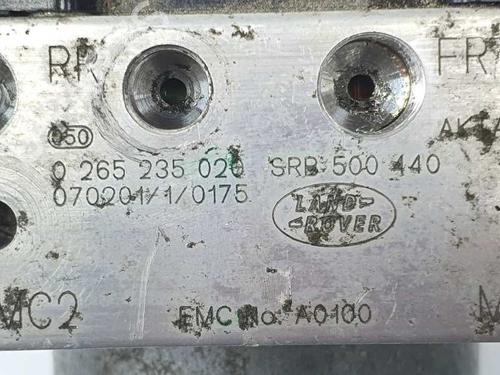 RR FR
050
AK
0 265 235 020 SRB 500 440
070201/1/0175
LAND
ROVER
MC2 EMC No. A0100 M